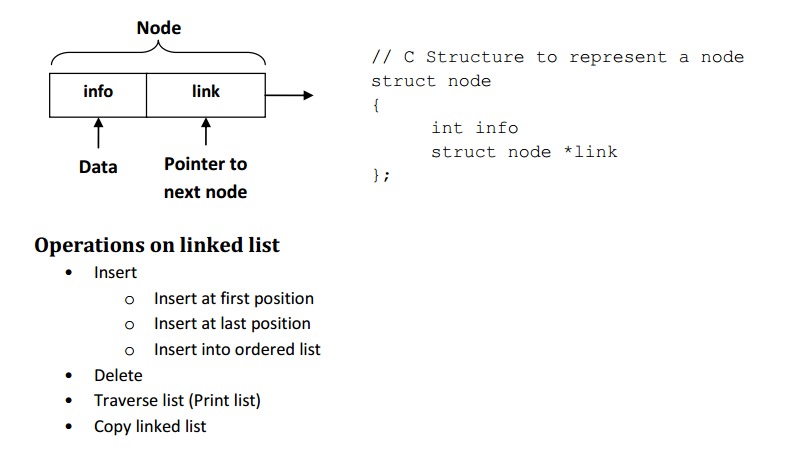 Node
info link
Data
Pointer to
next node
// C Structure to represent a node
struct node
{
int info
struct node *link
};
Operations on linked list
• Insert
o Insert at first position
o Insert at last position
o Insert into ordered list
• Delete
• Traverse list (Print list)
• Copy linked list